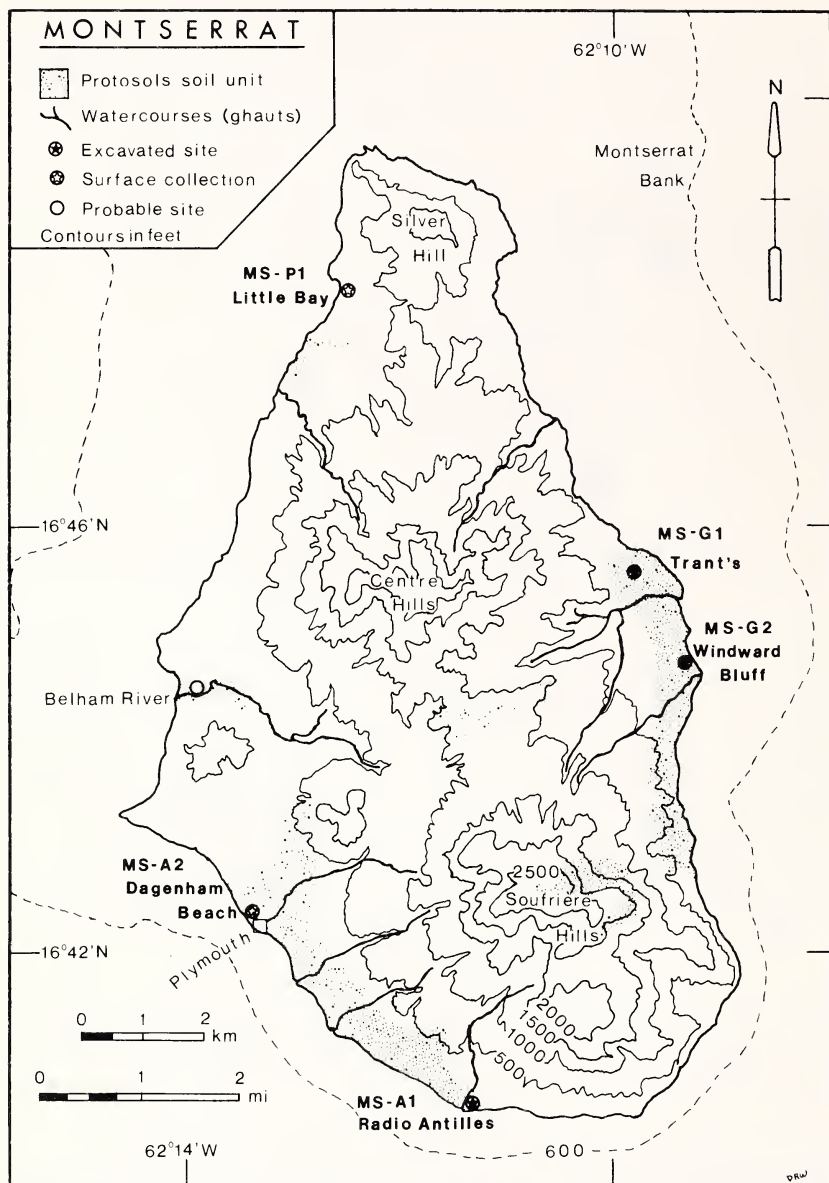 MONTSERRAT
Protosols soil unit
Watercourses (ghauts)
Excavated site
Surface collection
Probable site
Contours in feet
62°10'W
N
Montserrat
Bank
Silver
Hill
MS-P1
Little Bay
16°46'N
MS-G1
Trant's
Centre
Hills
MS-G2
Windward
Bluff
Belham River
MS-A2
Dagenham
Beach
2500
Soufrière
Hills
Plymouth
16°42'N
2000
1500
1000
500
0 1 2 km
0 1 2 mi
MS-A1
Radio Antilles
600
62°14'W
DRW